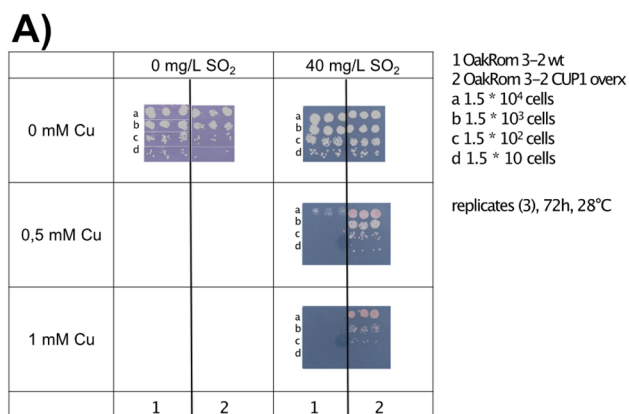 A)
0 mg/L SO₂ 40 mg/L SO₂
1 OakRom 3–2 wt
2 OakRom 3–2 CUP1 overx
a 1.5 * 10⁴ cells
b 1.5 * 10³ cells
c 1.5 * 10² cells
d 1.5 * 10 cells
replicates (3), 72h, 28°C
0 mM Cu
a
b
c
d
a
b
c
d
0,5 mM Cu
a
b
c
d
1 mM Cu
a
b
c
d
1 2 1 2